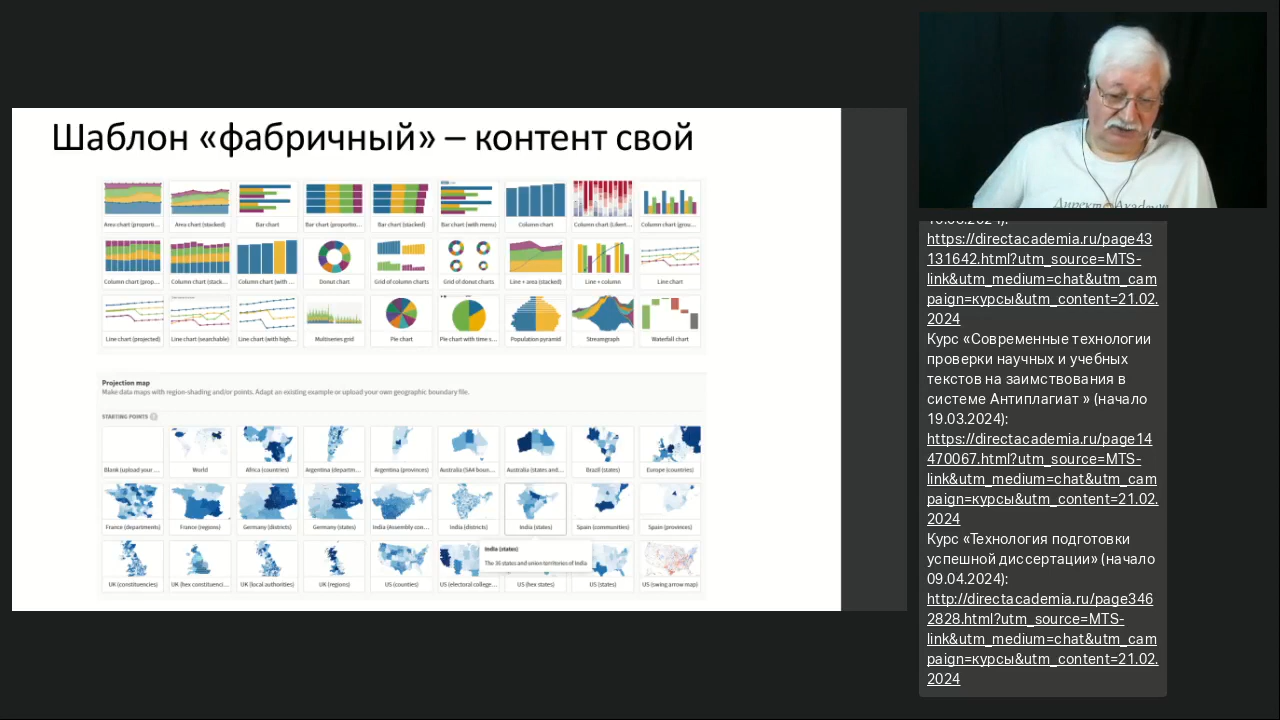 Шаблон «фабричный» – контент свой
Area chart (proporti...
Area chart (stacked)
Bar chart
Bar chart (proportio...
Bar chart (stacked)
Bar chart (with menu)
Column chart
Column chart (Likert...
Column chart (grou...
Column chart (prop...
Column chart (stack...
Column chart (with ...
Donut chart
Grid of column charts
Grid of donut charts
Line + area (stacked)
Line + column
Line chart
Line chart (projected)
Line chart (searchable)
Line chart (with high...
Multiseries grid
Pie chart
Pie chart with time s...
Population pyramid
Streamgraph
Waterfall chart
Projection map
Make data maps with region-shading and/or points. Adapt an existing example or upload your own geographic boundary file.
STARTING POINTS
Blank (upload your ...
World
Africa (countries)
Argentina (departm...
Argentina (provinces)
Australia (SA4 boun...
Australia (states and...
Brazil (states)
Europe (countries)
France (departments)
France (regions)
Germany (districts)
Germany (states)
India (Assembly con...
India (districts)
India (states)
Spain (communities)
Spain (provinces)
India (states)
The 36 states and union territories of India
UK (constituencies)
UK (hex constituenci...
UK (local authorities)
UK (regions)
US (counties)
US (electoral college...
US (hex states)
US (states)
US (swing arrow map)
Директ Академия
https://directacademia.ru/page43
131642.html?utm_source=MTS-
link&utm_medium=chat&utm_cam
paign=курсы&utm_content=21.02.
2024
Курс «Современные технологии
проверки научных и учебных
текстов на заимствования в
системе Антиплагиат » (начало
19.03.2024):
https://directacademia.ru/page14
470067.html?utm_source=MTS-
link&utm_medium=chat&utm_cam
paign=курсы&utm_content=21.02.
2024
Курс «Технология подготовки
успешной диссертации» (начало
09.04.2024):
http://directacademia.ru/page346
2828.html?utm_source=MTS-
link&utm_medium=chat&utm_cam
paign=курсы&utm_content=21.02.
2024